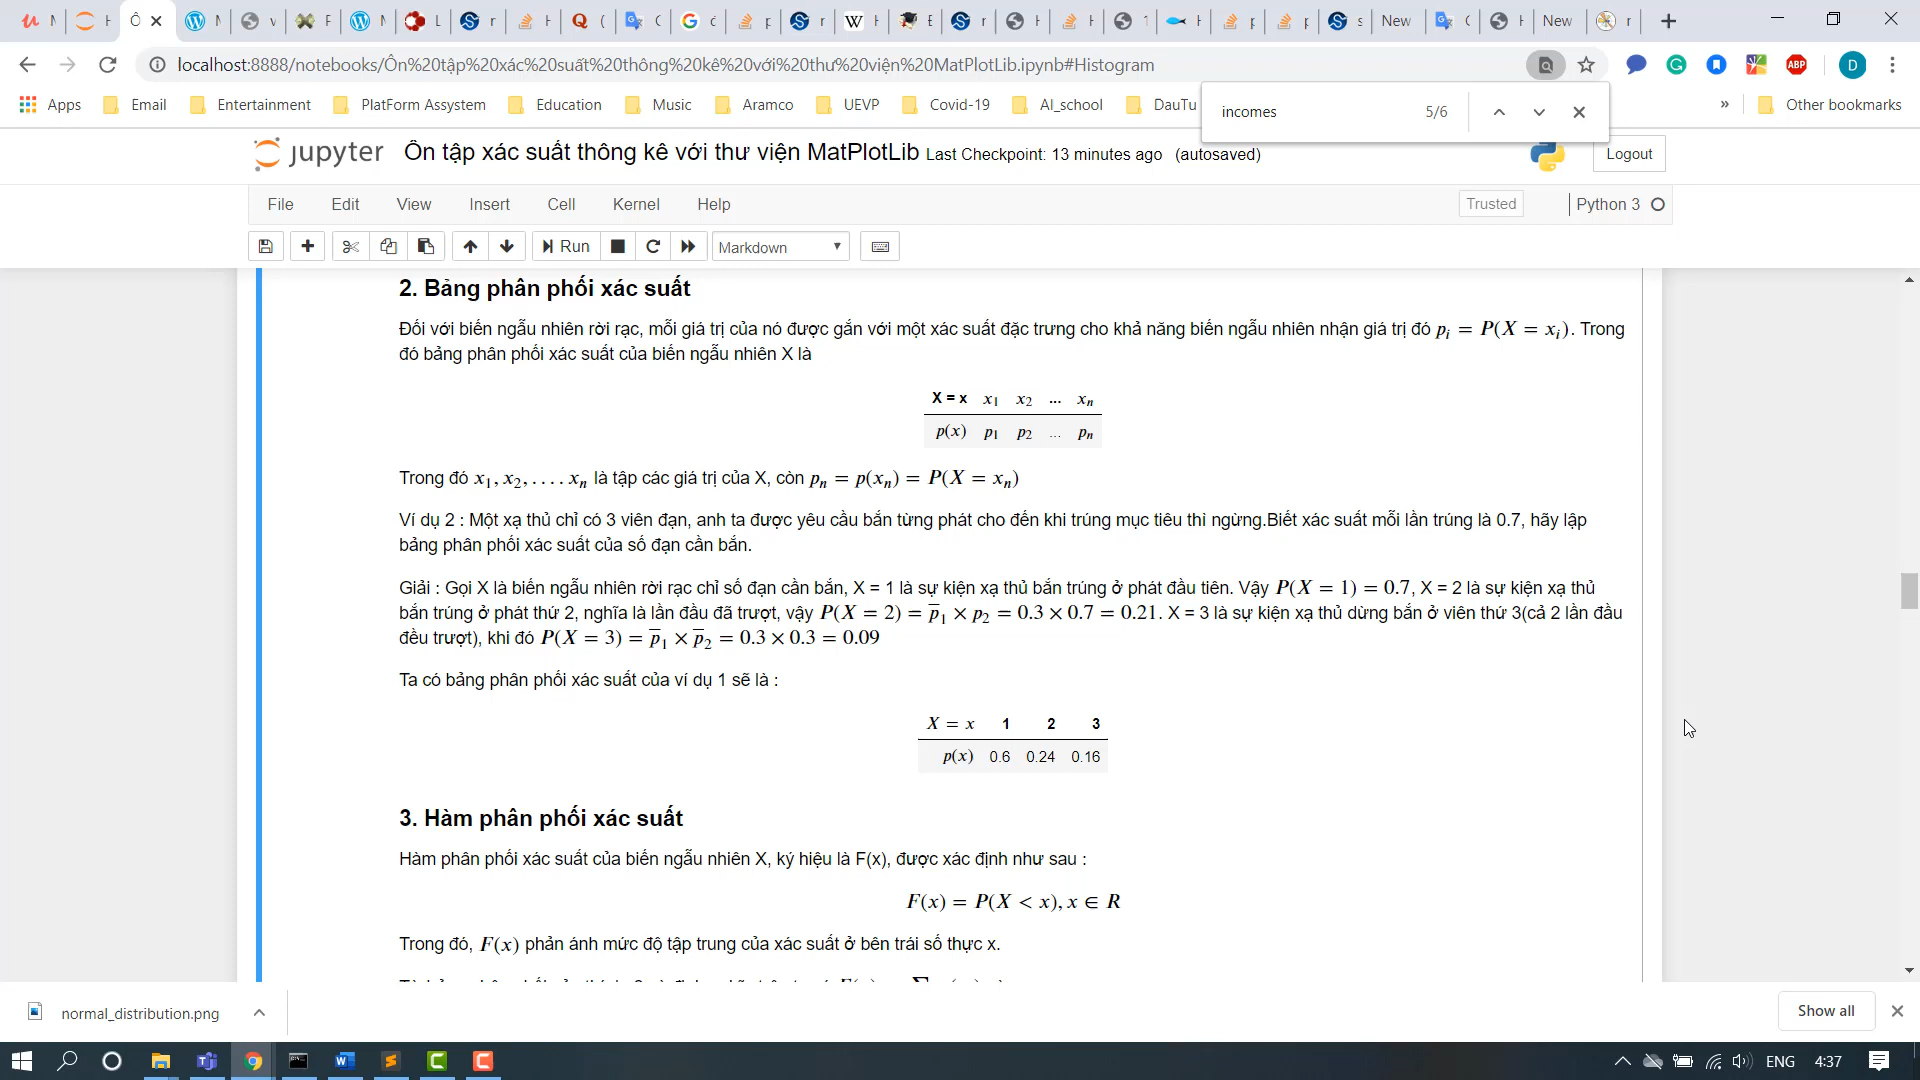 localhost:8888/notebooks/Ôn%20tập%20xác%20suất%20thông%20kê%20với%20thư%20viện%20MatPlotLib.ipynb#Histogram
Apps Email Entertainment PlatForm Assystem Education Music Aramco UEVP Covid-19 AI_school DauTu » Other bookmarks
incomes 5/6
jupyter Ôn tập xác suất thông kê với thư viện MatPlotLib Last Checkpoint: 13 minutes ago (autosaved) Logout
File Edit View Insert Cell Kernel Help Trusted Python 3
Run Markdown
2. Bảng phân phối xác suất
Đối với biến ngẫu nhiên rời rạc, mỗi giá trị của nó được gắn với một xác suất đặc trưng cho khả năng biến ngẫu nhiên nhận giá trị đó pᵢ = P(X = xᵢ). Trong
đó bảng phân phối xác suất của biến ngẫu nhiên X là
X = x x₁ x₂ ... xₙ
p(x) p₁ p₂ ... pₙ
Trong đó x₁, x₂, . . . . xₙ là tập các giá trị của X, còn pₙ = p(xₙ) = P(X = xₙ)
Ví dụ 2 : Một xạ thủ chỉ có 3 viên đạn, anh ta được yêu cầu bắn từng phát cho đến khi trúng mục tiêu thì ngừng.Biết xác suất mỗi lần trúng là 0.7, hãy lập
bảng phân phối xác suất của số đạn cần bắn.
Giải : Gọi X là biến ngẫu nhiên rời rạc chỉ số đạn cần bắn, X = 1 là sự kiện xạ thủ bắn trúng ở phát đầu tiên. Vậy P(X = 1) = 0.7, X = 2 là sự kiện xạ thủ
bắn trúng ở phát thứ 2, nghĩa là lần đầu đã trượt, vậy P(X = 2) = p̅₁ × p₂ = 0.3 × 0.7 = 0.21. X = 3 là sự kiện xạ thủ dừng bắn ở viên thứ 3(cả 2 lần đầu
đều trượt), khi đó P(X = 3) = p̅₁ × p̅₂ = 0.3 × 0.3 = 0.09
Ta có bảng phân phối xác suất của ví dụ 1 sẽ là :
X = x 1 2 3
p(x) 0.6 0.24 0.16
3. Hàm phân phối xác suất
Hàm phân phối xác suất của biến ngẫu nhiên X, ký hiệu là F(x), được xác định như sau :
F(x) = P(X < x), x ∈ R
Trong đó, F(x) phản ánh mức độ tập trung của xác suất ở bên trái số thực x.
normal_distribution.png Show all
ENG 4:37